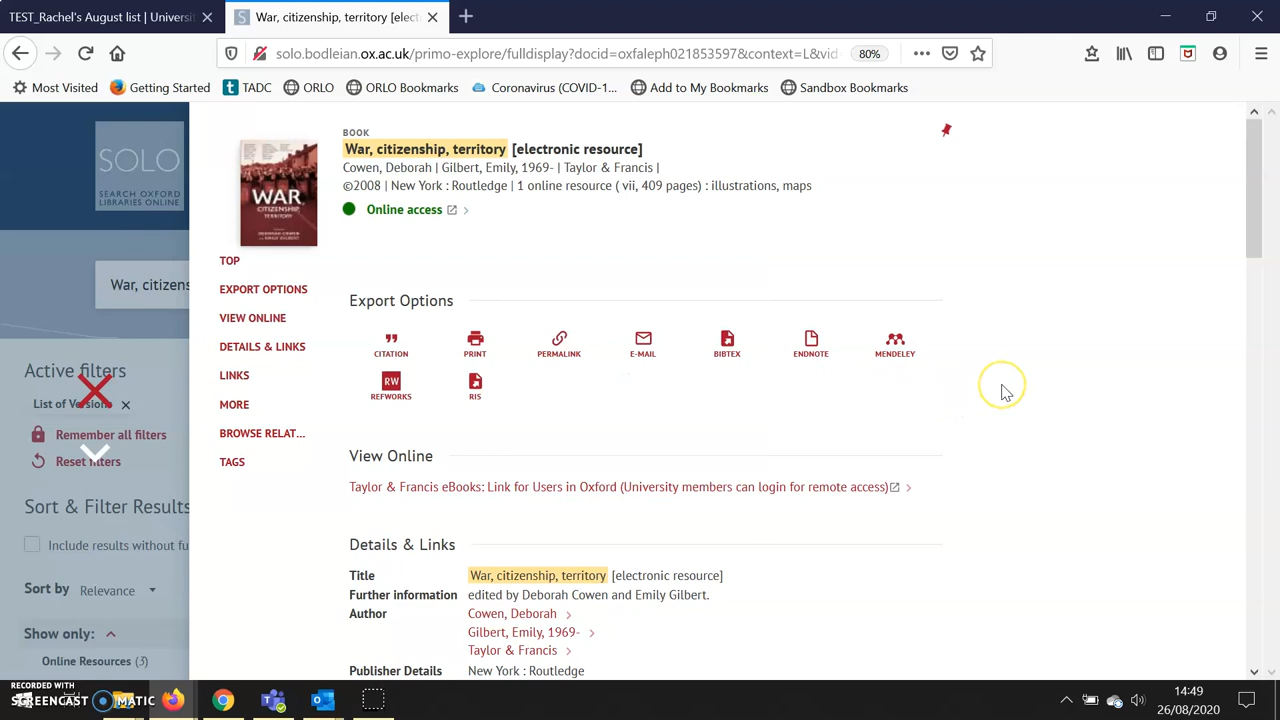 TEST_Rachel's August list | Universi
War, citizenship, territory [elect
solo.bodleian.ox.ac.uk/primo-explore/fulldisplay?docid=oxfaleph021853597&context=L&vid=
80%
Most Visited
Getting Started
TADC
ORLO
ORLO Bookmarks
Coronavirus (COVID-1...
Add to My Bookmarks
Sandbox Bookmarks
SOLO
SEARCH OXFORD
LIBRARIES ONLINE
War, citizens
Active filters
List of Versions
Remember all filters
Reset filters
Sort & Filter Results
Include results without fu
Sort by Relevance
Show only:
Online Resources (3)
WAR
CITIZENSHIP
TERRITORY
TOP
EXPORT OPTIONS
VIEW ONLINE
DETAILS & LINKS
LINKS
MORE
BROWSE RELAT...
TAGS
BOOK
War, citizenship, territory [electronic resource]
Cowen, Deborah | Gilbert, Emily, 1969- | Taylor & Francis |
©2008 | New York : Routledge | 1 online resource ( vii, 409 pages) : illustrations, maps
Online access
Export Options
CITATION
PRINT
PERMALINK
E-MAIL
BIBTEX
ENDNOTE
MENDELEY
RW
REFWORKS
RIS
View Online
Taylor & Francis eBooks: Link for Users in Oxford (University members can login for remote access)
Details & Links
Title War, citizenship, territory [electronic resource]
Further information edited by Deborah Cowen and Emily Gilbert.
Author Cowen, Deborah
Gilbert, Emily, 1969-
Taylor & Francis
Publisher Details New York : Routledge
RECORDED WITH
SCREENCAST MATIC
14:49
26/08/2020